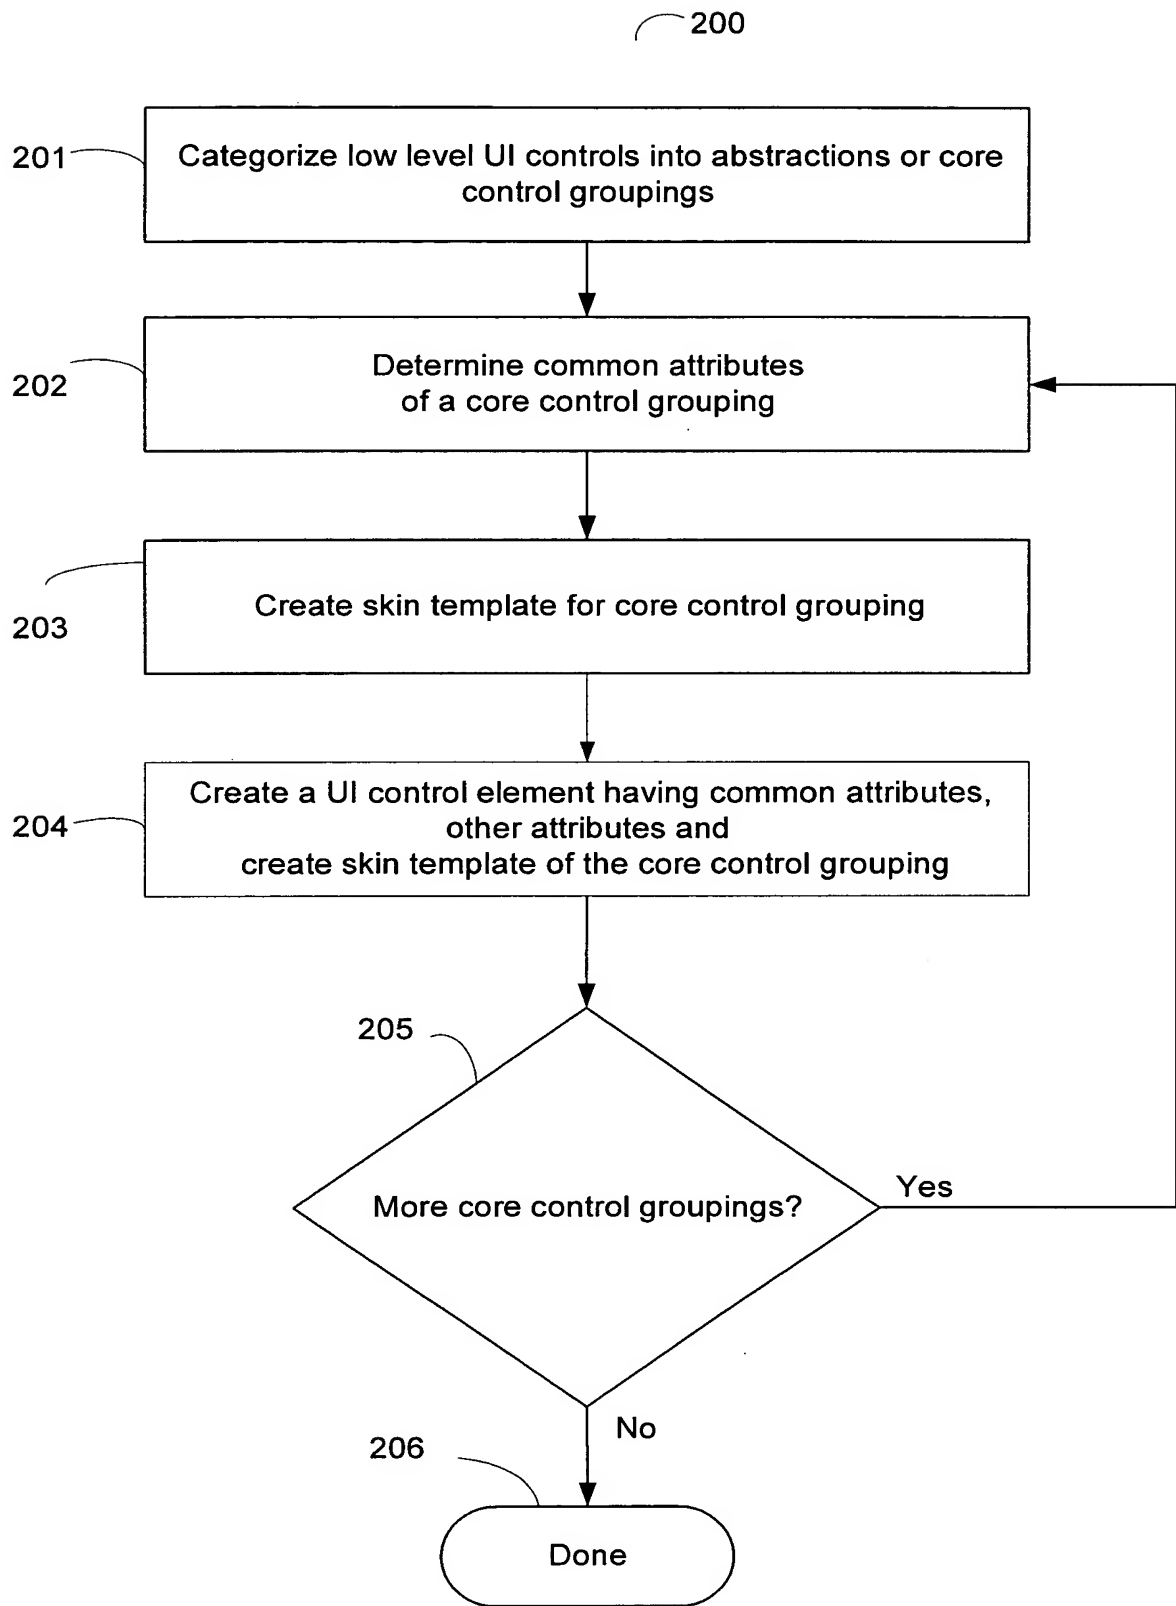 200
201
Categorize low level UI controls into abstractions or core
control groupings
202
Determine common attributes
of a core control grouping
203
Create skin template for core control grouping
204
Create a UI control element having common attributes,
other attributes and
create skin template of the core control grouping
205
More core control groupings?
Yes
No
206
Done